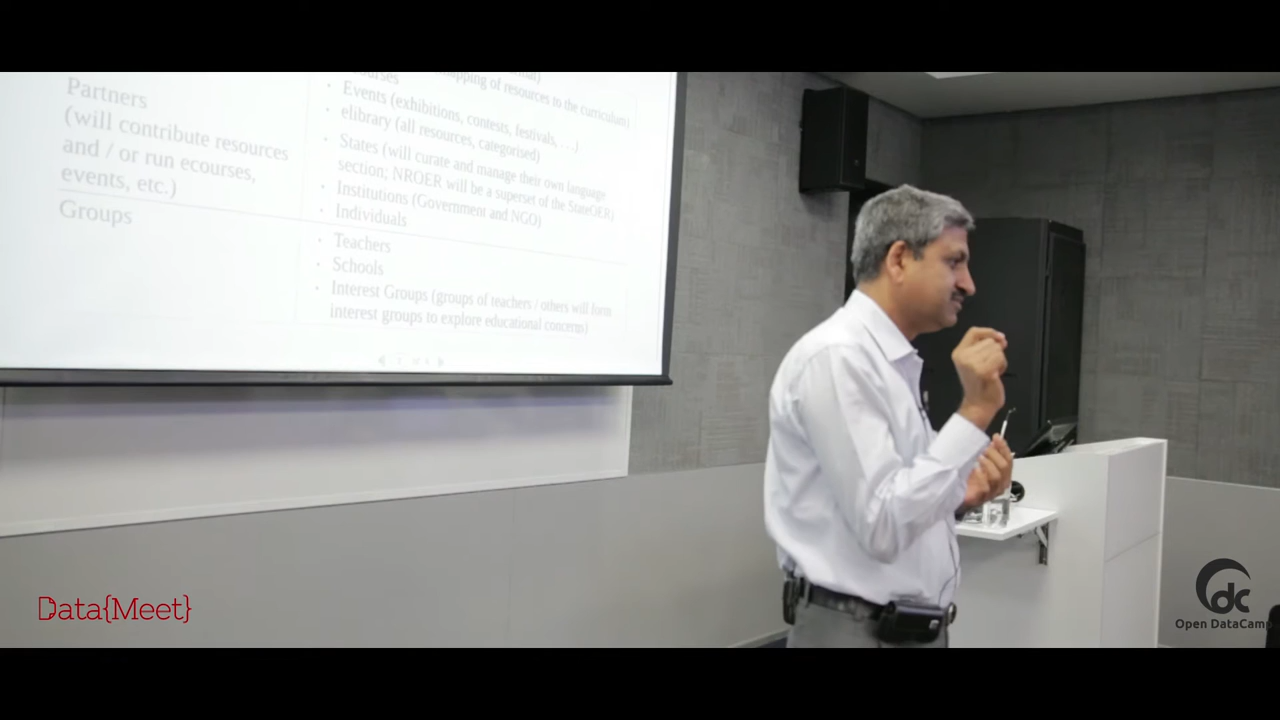 Partners
(will contribute resources
and / or run ecourses,
events, etc.)
Groups
mapping of resources to the curriculum)
Events (exhibitions, contests, festivals, . . .)
elibrary (all resources, categorised)
States (will curate and manage their own language
section; NROER will be a superset of the StateOER)
Institutions (Government and NGO)
Individuals
Teachers
Schools
Interest Groups (groups of teachers / others will form
interest groups to explore educational concerns)
Data{Meet}
dc
Open DataCamp